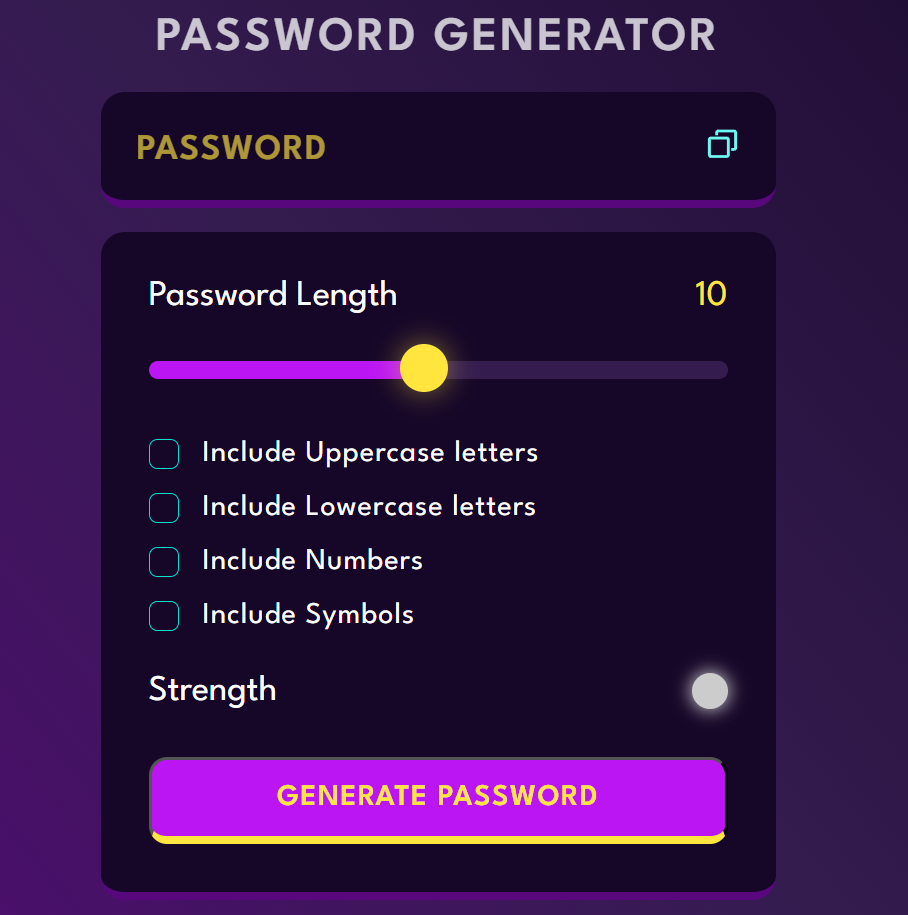 PASSWORD GENERATOR
PASSWORD
Password Length 10
Include Uppercase letters
Include Lowercase letters
Include Numbers
Include Symbols
Strength
GENERATE PASSWORD